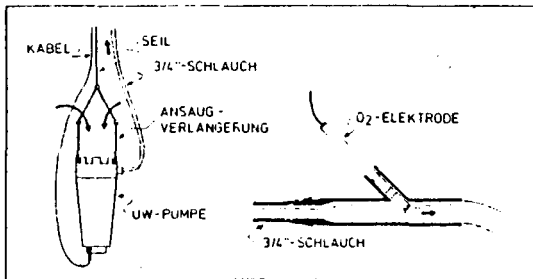 KABEL
SEIL
3/4"-SCHLAUCH
ANSAUG-
VERLANGERUNG
UW-PUMPE
O2-ELEKTRODE
3/4"-SCHLAUCH